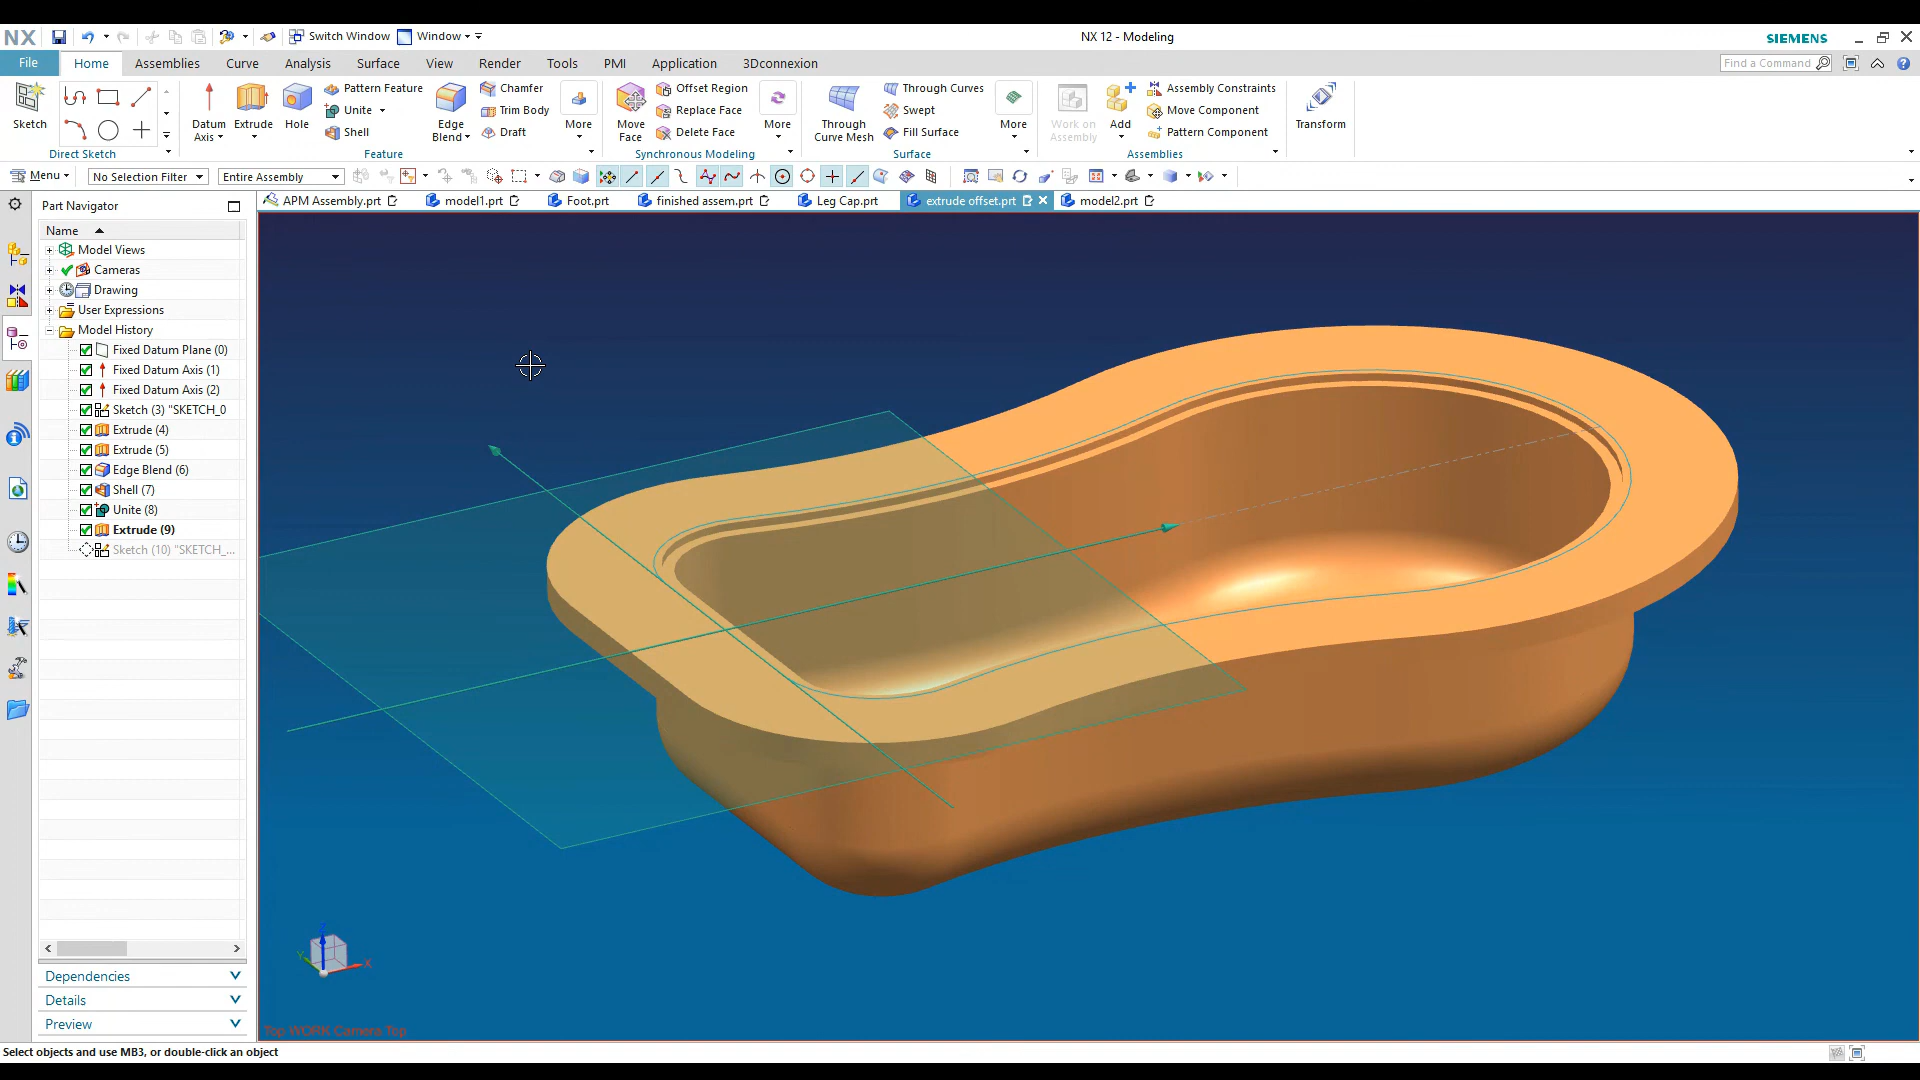 NX Switch Window Window NX 12 - Modeling SIEMENS
File Home Assemblies Curve Analysis Surface View Render Tools PMI Application 3Dconnexion Find a Command
Sketch
Direct Sketch
Datum Axis
Extrude
Hole
Pattern Feature
Unite
Shell
Edge Blend
Chamfer
Trim Body
Draft
More
Feature
Move Face
Offset Region
Replace Face
Delete Face
More
Synchronous Modeling
Through Curve Mesh
Through Curves
Swept
Fill Surface
More
Surface
Work on Assembly
Add
Assembly Constraints
Move Component
Pattern Component
Assemblies
Transform
Menu No Selection Filter Entire Assembly
APM Assembly.prt model1.prt Foot.prt finished assem.prt Leg Cap.prt extrude offset.prt model2.prt
Part Navigator
Name
Model Views
Cameras
Drawing
User Expressions
Model History
Fixed Datum Plane (0)
Fixed Datum Axis (1)
Fixed Datum Axis (2)
Sketch (3) "SKETCH_0
Extrude (4)
Extrude (5)
Edge Blend (6)
Shell (7)
Unite (8)
Extrude (9)
Sketch (10) "SKETCH_...
Dependencies
Details
Preview
X
Y
Top WORK Camera Top
Select objects and use MB3, or double-click an object